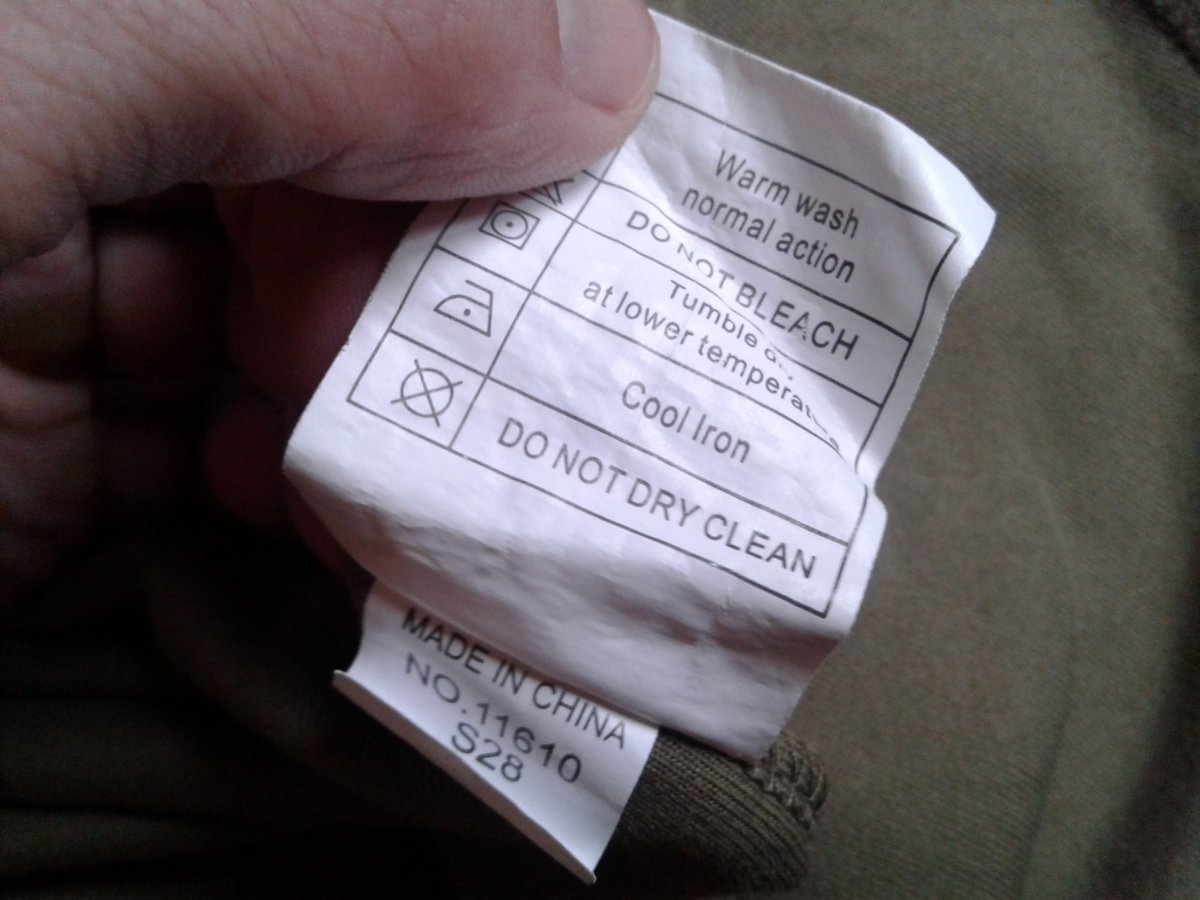 Warm wash
normal action
DO NOT BLEACH
Tumble
at lower temperature
Cool Iron
DO NOT DRY CLEAN
MADE IN CHINA
NO.11610
S28